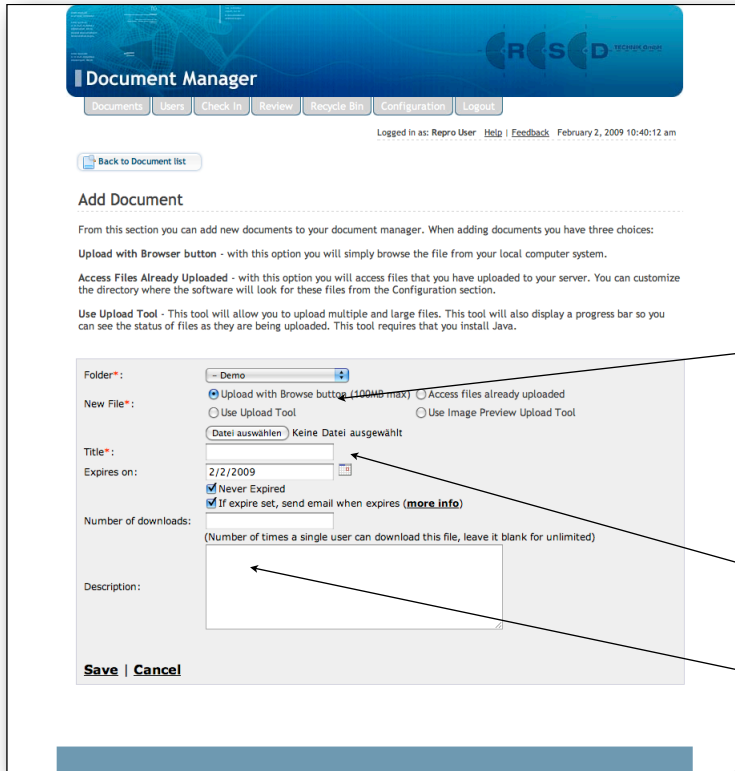 R S C D
Document Manager
Documents Users Check In Review Recycle Bin Configuration Logout
Logged in as: Repro User Help | Feedback February 2, 2009 10:40:12 am
Back to Document list
Add Document
From this section you can add new documents to your document manager. When adding documents you have three choices:
Upload with Browser button - with this option you will simply browse the file from your local computer system.
Access Files Already Uploaded - with this option you will access files that you have uploaded to your server. You can customize
the directory where the software will look for these files from the Configuration section.
Use Upload Tool - This tool will allow you to upload multiple and large files. This tool will also display a progress bar so you
can see the status of files as they are being uploaded. This tool requires that you install Java.
Folder*: - Demo
New File*: Upload with Browse button (100MB max) Access files already uploaded
Use Upload Tool Use Image Preview Upload Tool
Datei auswählen Keine Datei ausgewählt
Title*:
Expires on: 2/2/2009
Never Expired
If expire set, send email when expires (more info)
Number of downloads:
(Number of times a single user can download this file, leave it blank for unlimited)
Description:
Save | Cancel